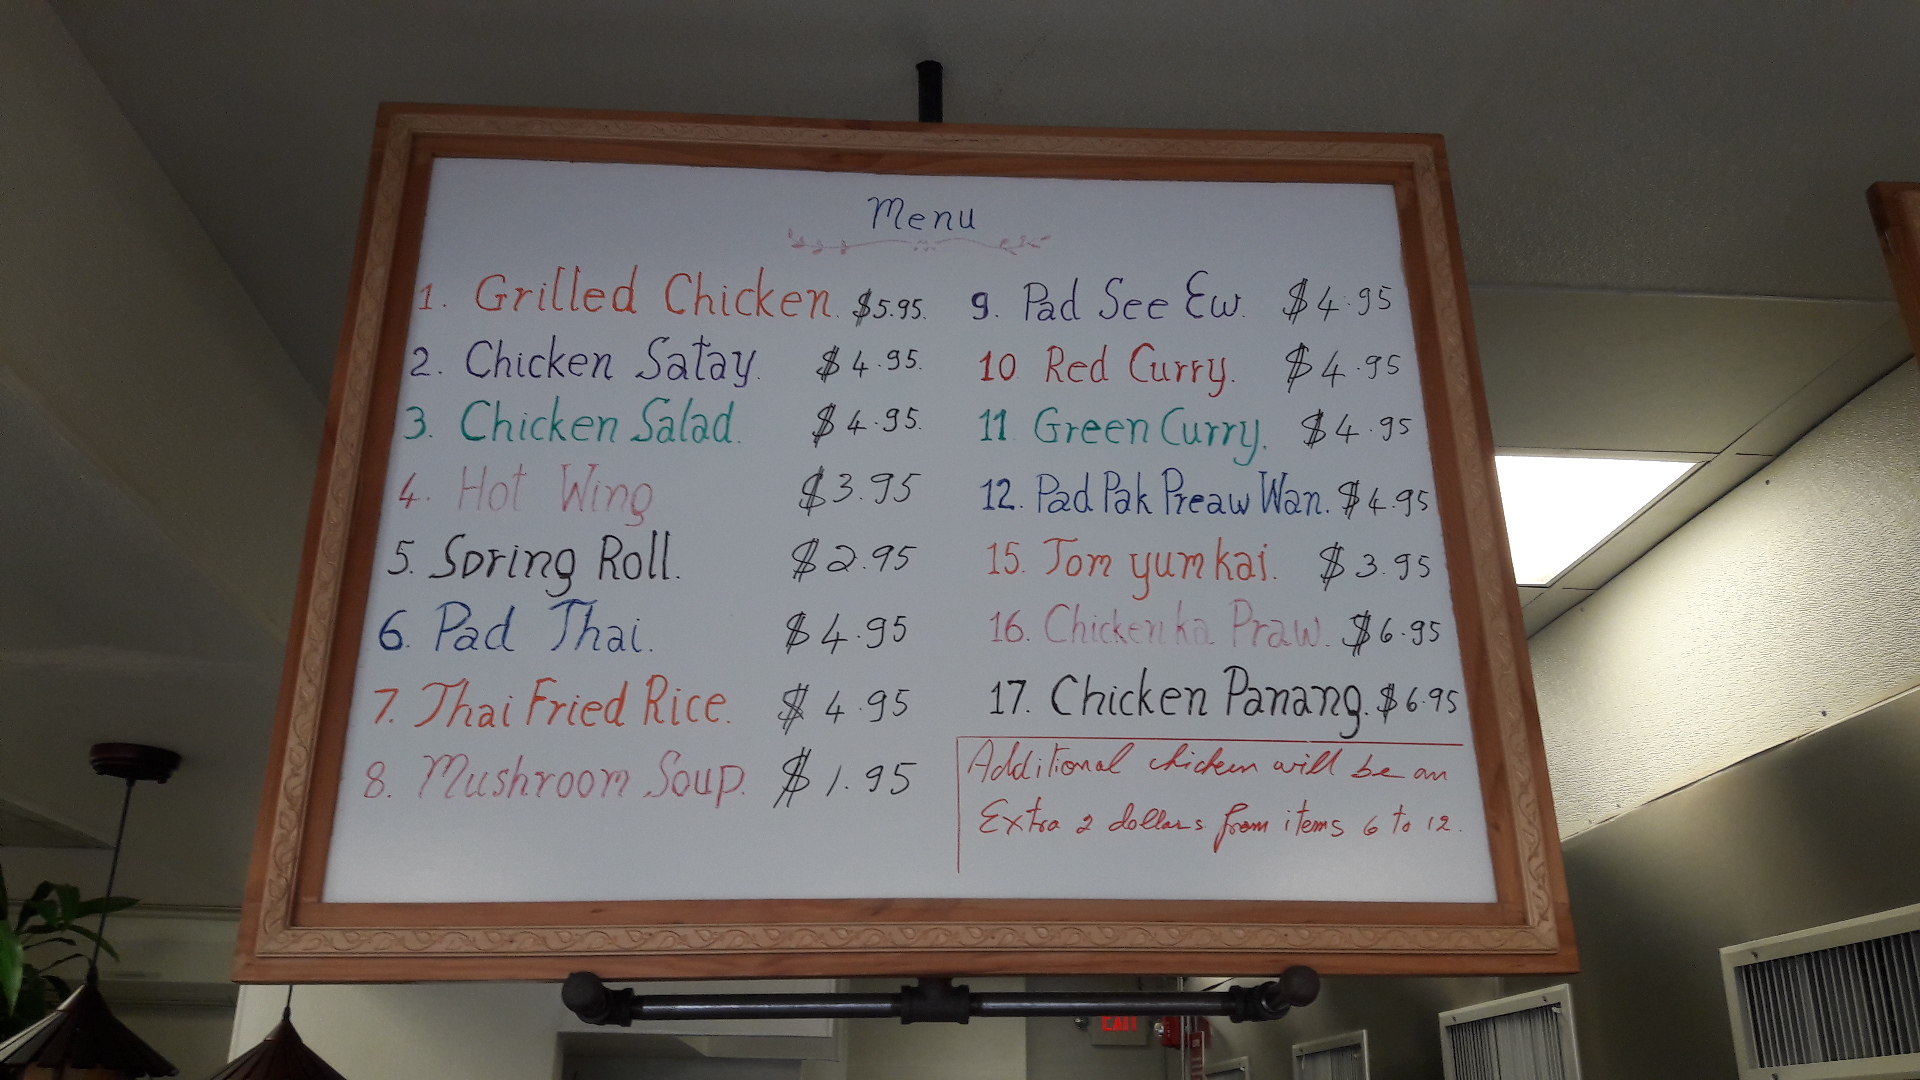 Menu
1. Grilled Chicken. $5.95.
2. Chicken Satay. $4.95.
3. Chicken Salad. $4.95.
4. Hot Wing $3.95
5. Spring Roll. $2.95
6. Pad Thai. $4.95
7. Thai Fried Rice. $4.95
8. Mushroom Soup. $1.95
9. Pad See Ew. $4.95
10. Red Curry. $4.95
11 Green Curry. $4.95
12. Pad Pak Preaw Wan. $4.95
15. Tom yum kai. $3.95
16. Chicken ka Praw. $6.95
17. Chicken Panang. $6.95
Additional chicken will be an
Extra 2 dollars from items 6 to 12.
EXIT